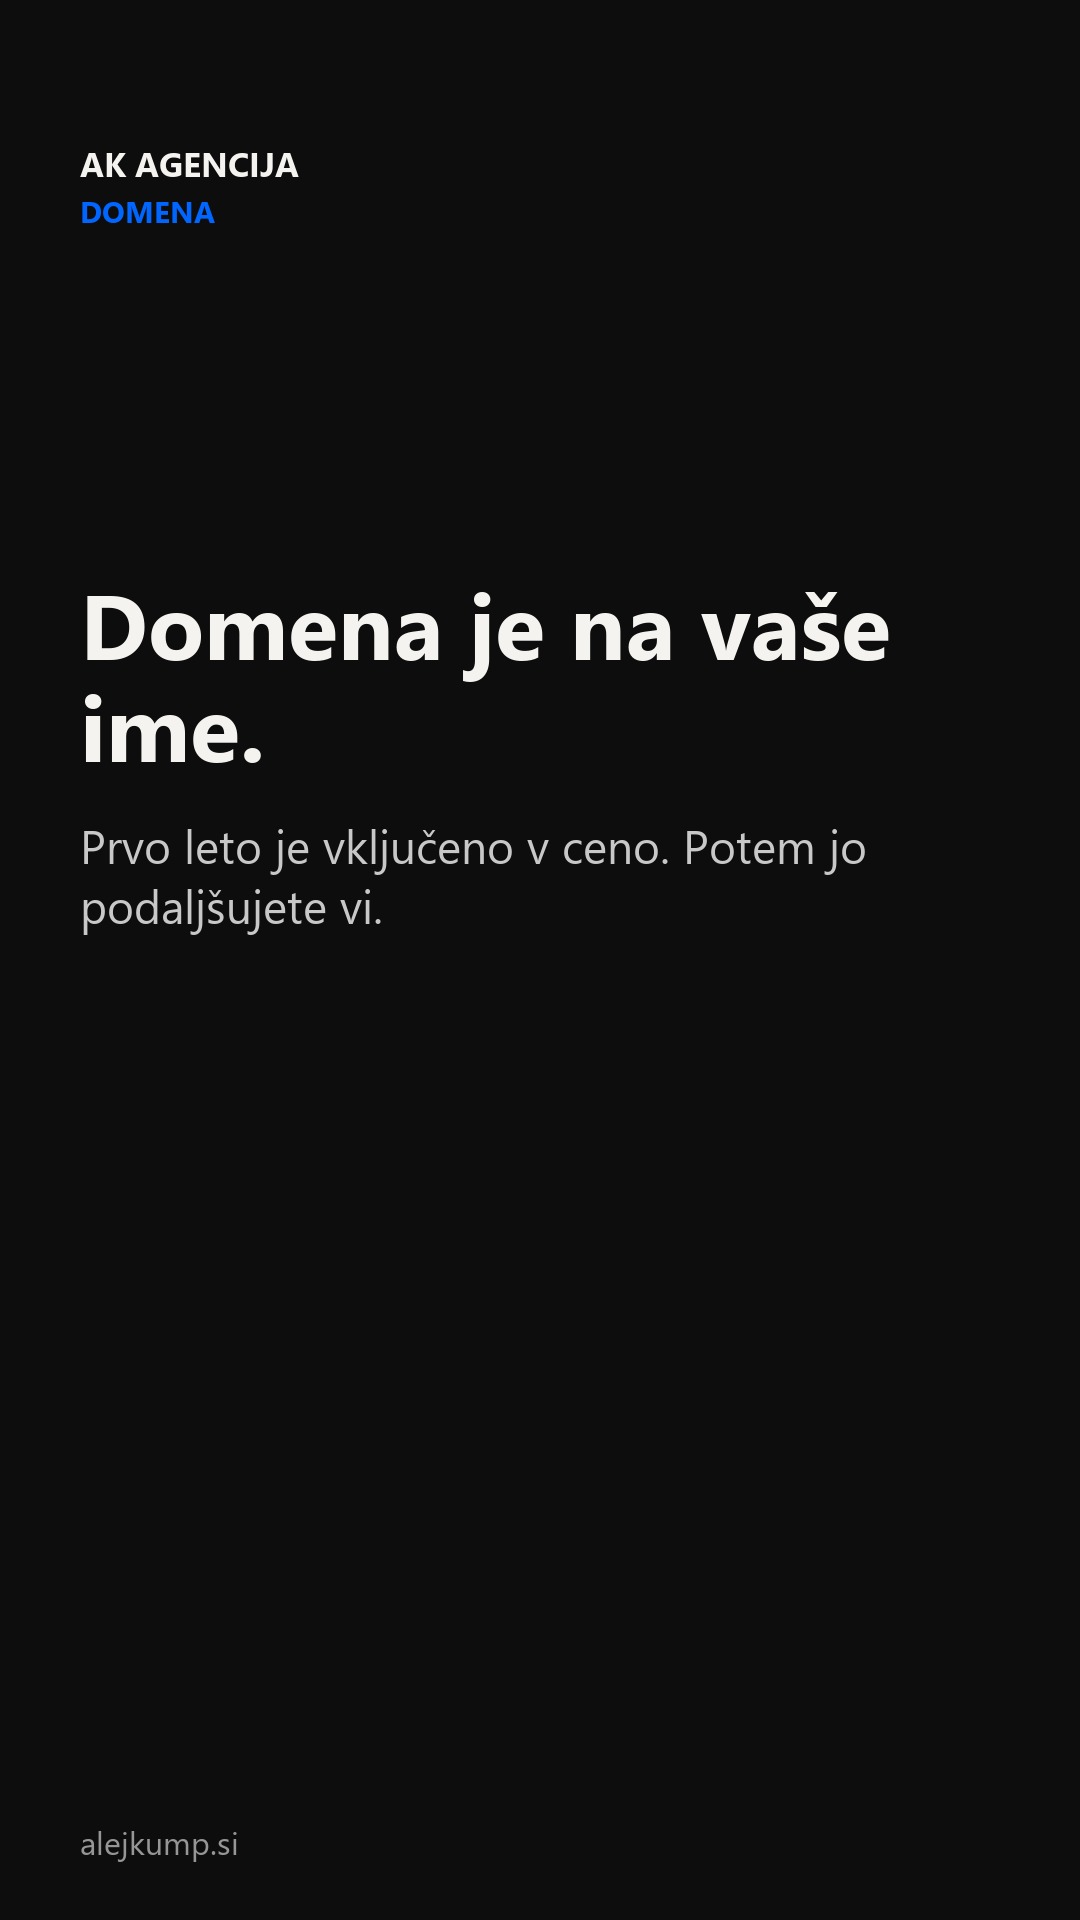 AK AGENCIJA
DOMENA
Domena je na vaše
ime.
Prvo leto je vključeno v ceno. Potem jo
podaljšujete vi.
alejkump.si